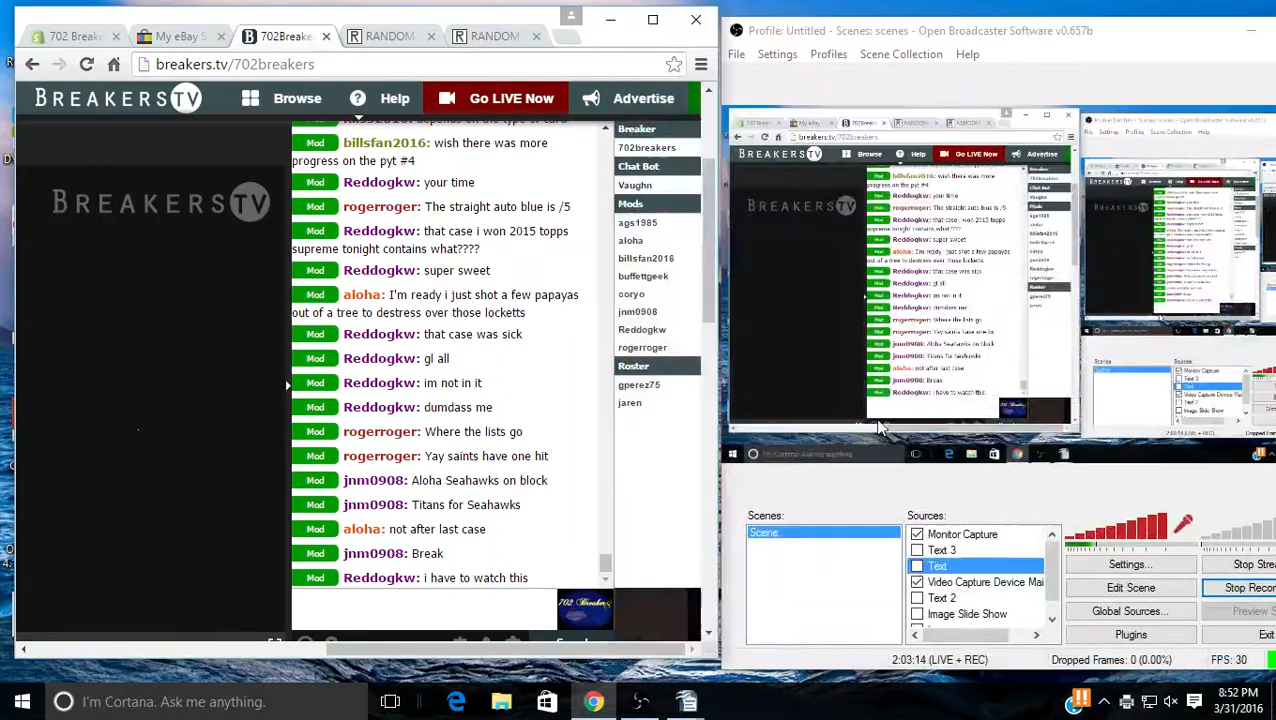 702 Breake
My eBay S
702Breake
RANDOM
RANDOM
breakers.tv/702breakers
BREAKERS TV
Browse
Help
Go LIVE Now
Advertise
billsfan2016: wish there was more
progress on the pyt #4
Mod Reddogkw: your time
Mod rogerroger: The straight auto blus is /5
Mod Reddogkw: that case i won 2015 topps
supreme tonight contains what????
Mod Reddogkw: super sweet
Mod aloha: I'm ready i just shot a few papayas
out of a tree to destress over those locketts
Mod Reddogkw: that case was sick
Mod Reddogkw: gl all
Mod Reddogkw: im not in it
Mod Reddogkw: dumdass me
Mod rogerroger: Where the lists go
Mod rogerroger: Yay saints have one hit
Mod jnm0908: Aloha Seahawks on block
Mod jnm0908: Titans for Seahawks
Mod aloha: not after last case
Mod jnm0908: Break
Mod Reddogkw: i have to watch this
702 Breakers
Breaker
702breakers
Chat Bot
Vaughn
Mods
ags1985
aloha
billsfan2016
buffettgeek
coryo
jnm0908
Reddogkw
rogerroger
Roster
gperez75
jaren
Profile: Untitled - Scenes: scenes - Open Broadcaster Software v0.657b
File Settings Profiles Scene Collection Help
Scenes:
Scene
Sources:
Monitor Capture
Text 3
Text
Video Capture Device Mai
Text 2
Image Slide Show
Settings...
Edit Scene
Global Sources...
Plugins
Stop Strea
Stop Recor
Preview S
Exit
2:03:14 (LIVE + REC)
Dropped Frames: 0 (0.00%)
FPS: 30
I'm Cortana. Ask me anything.
8:52 PM
3/31/2016